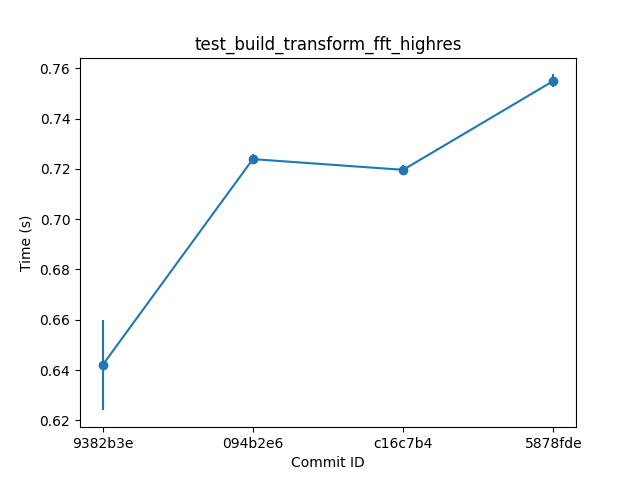 test_build_transform_fft_highres
0.76
0.74
0.72
0.70
0.68
0.66
0.64
0.62
Time (s)
9382b3e 094b2e6 c16c7b4 5878fde
Commit ID